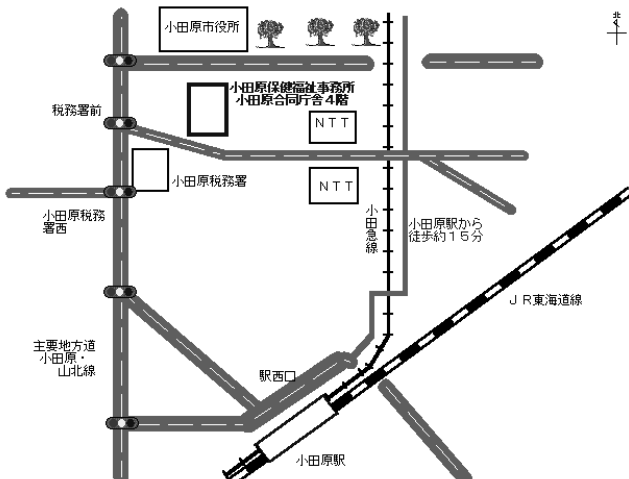 小田原市役所
北
小田原保健福祉事務所
小田原合同庁舎４階
税務署前
ＮＴＴ
小田原税務署
ＮＴＴ
小田原税務
署西
小田急線
小田原駅から
徒歩約１５分
ＪＲ東海道線
主要地方道
小田原・
山北線
駅西口
小田原駅